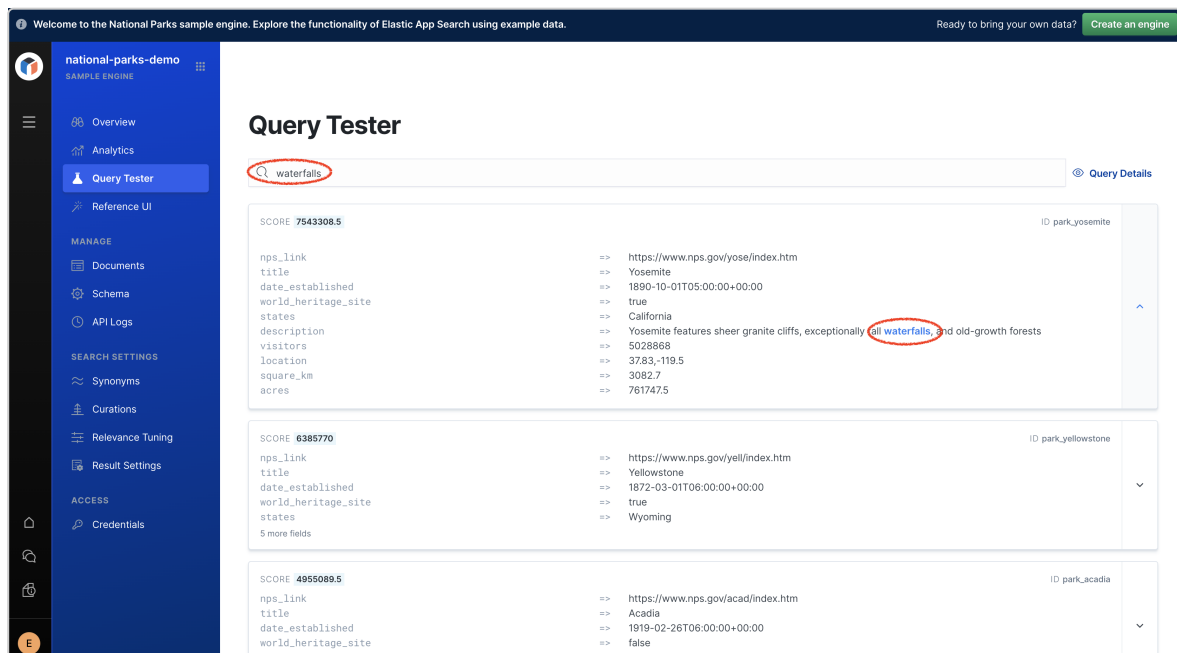 Welcome to the National Parks sample engine. Explore the functionality of Elastic App Search using example data. Ready to bring your own data? Create an engine
national-parks-demo
SAMPLE ENGINE
Overview
Analytics
Query Tester
Reference UI
MANAGE
Documents
Schema
API Logs
SEARCH SETTINGS
Synonyms
Curations
Relevance Tuning
Result Settings
ACCESS
Credentials
E
Query Tester
waterfalls
Query Details
SCORE 7543308.5 ID park_yosemite
nps_link => https://www.nps.gov/yose/index.htm
title => Yosemite
date_established => 1890-10-01T05:00:00+00:00
world_heritage_site => true
states => California
description => Yosemite features sheer granite cliffs, exceptionally tall waterfalls, and old-growth forests
visitors => 5028868
location => 37.83,-119.5
square_km => 3082.7
acres => 761747.5
SCORE 6385770 ID park_yellowstone
nps_link => https://www.nps.gov/yell/index.htm
title => Yellowstone
date_established => 1872-03-01T06:00:00+00:00
world_heritage_site => true
states => Wyoming
5 more fields
SCORE 4955089.5 ID park_acadia
nps_link => https://www.nps.gov/acad/index.htm
title => Acadia
date_established => 1919-02-26T06:00:00+00:00
world_heritage_site => false